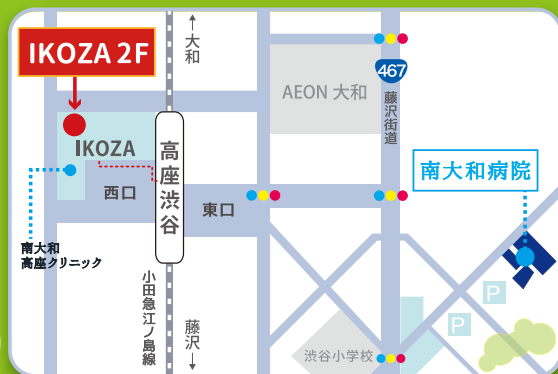 ↑大和
IKOZA 2F
467
AEON 大和
藤沢街道
IKOZA
高座渋谷
南大和病院
西口
東口
南大和
高座クリニック
小田急江ノ島線
P
P
藤沢↓
渋谷小学校